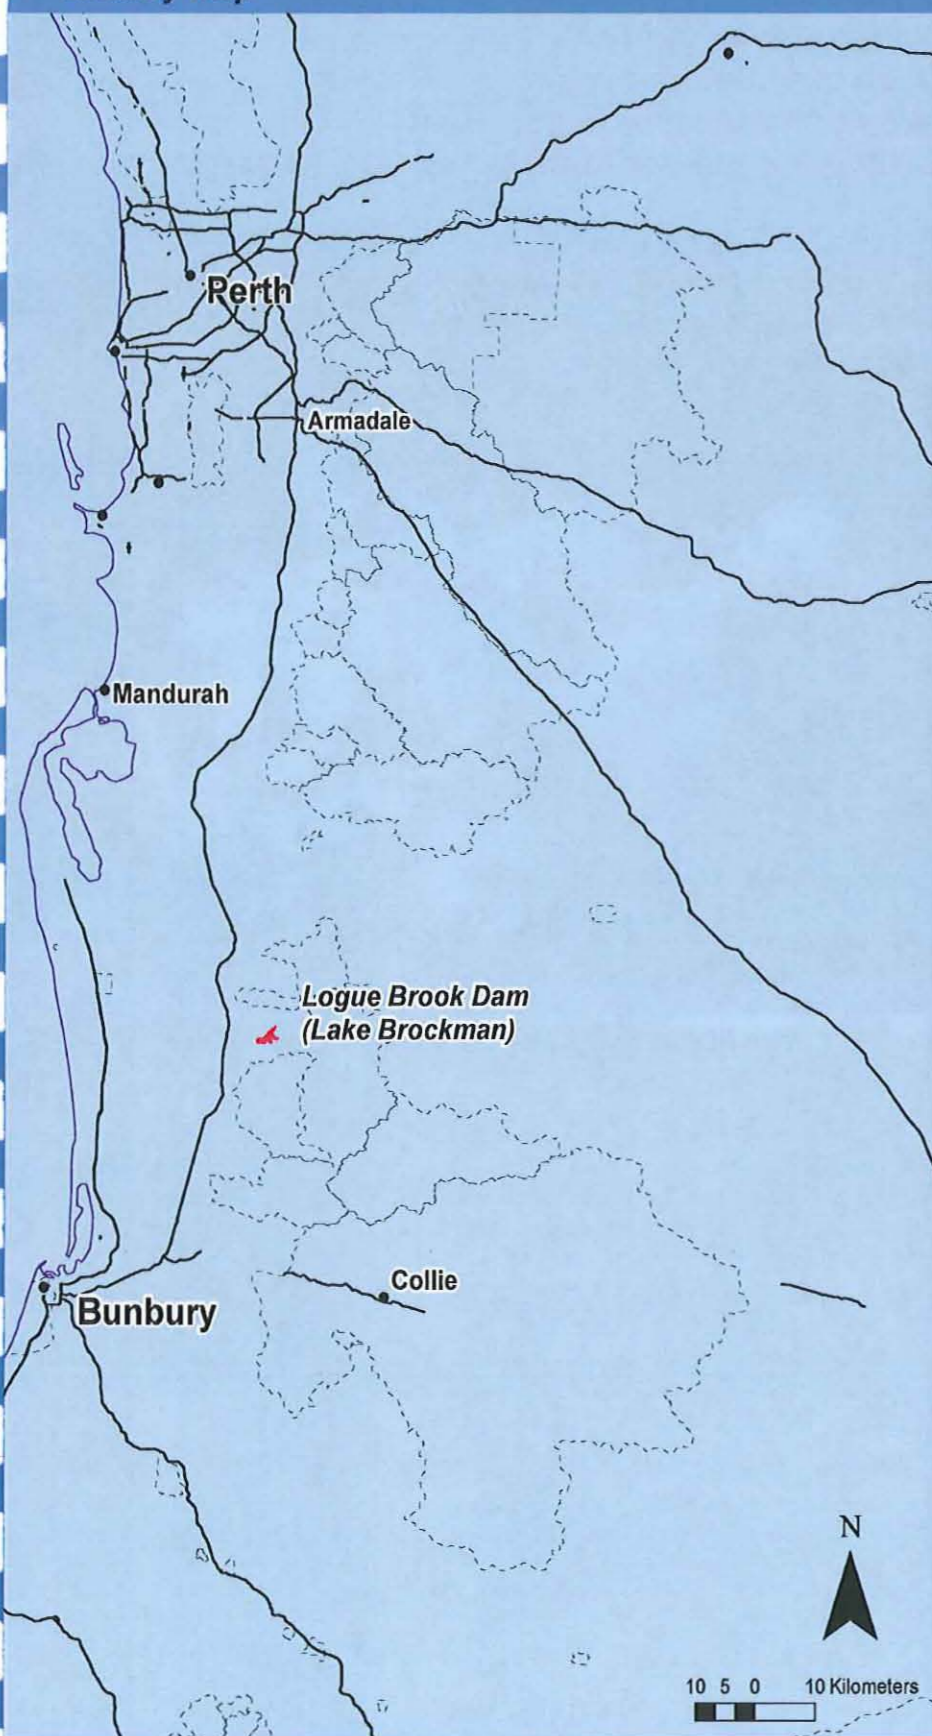 Perth
Armadale
Mandurah
Logue Brook Dam
(Lake Brockman)
Collie
Bunbury
N
10 5 0 10 Kilometers